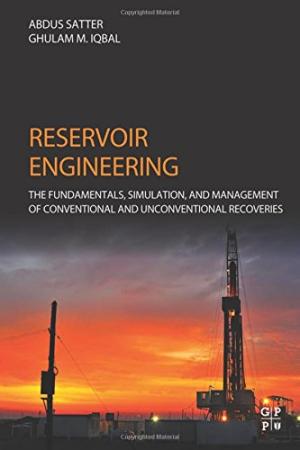 ABDUS SATTER
GHULAM M. IQBAL
RESERVOIR
ENGINEERING
THE FUNDAMENTALS, SIMULATION, AND MANAGEMENT
OF CONVENTIONAL AND UNCONVENTIONAL RECOVERIES
G P
P